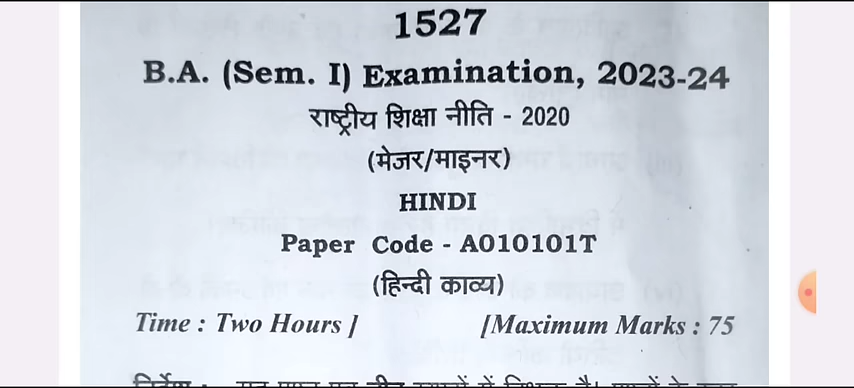 1527
B.A. (Sem. I) Examination, 2023-24
राष्ट्रीय शिक्षा नीति - 2020
(मेजर/माइनर)
HINDI
Paper Code - A010101T
(हिन्दी काव्य)
Time : Two Hours ]
[Maximum Marks : 75